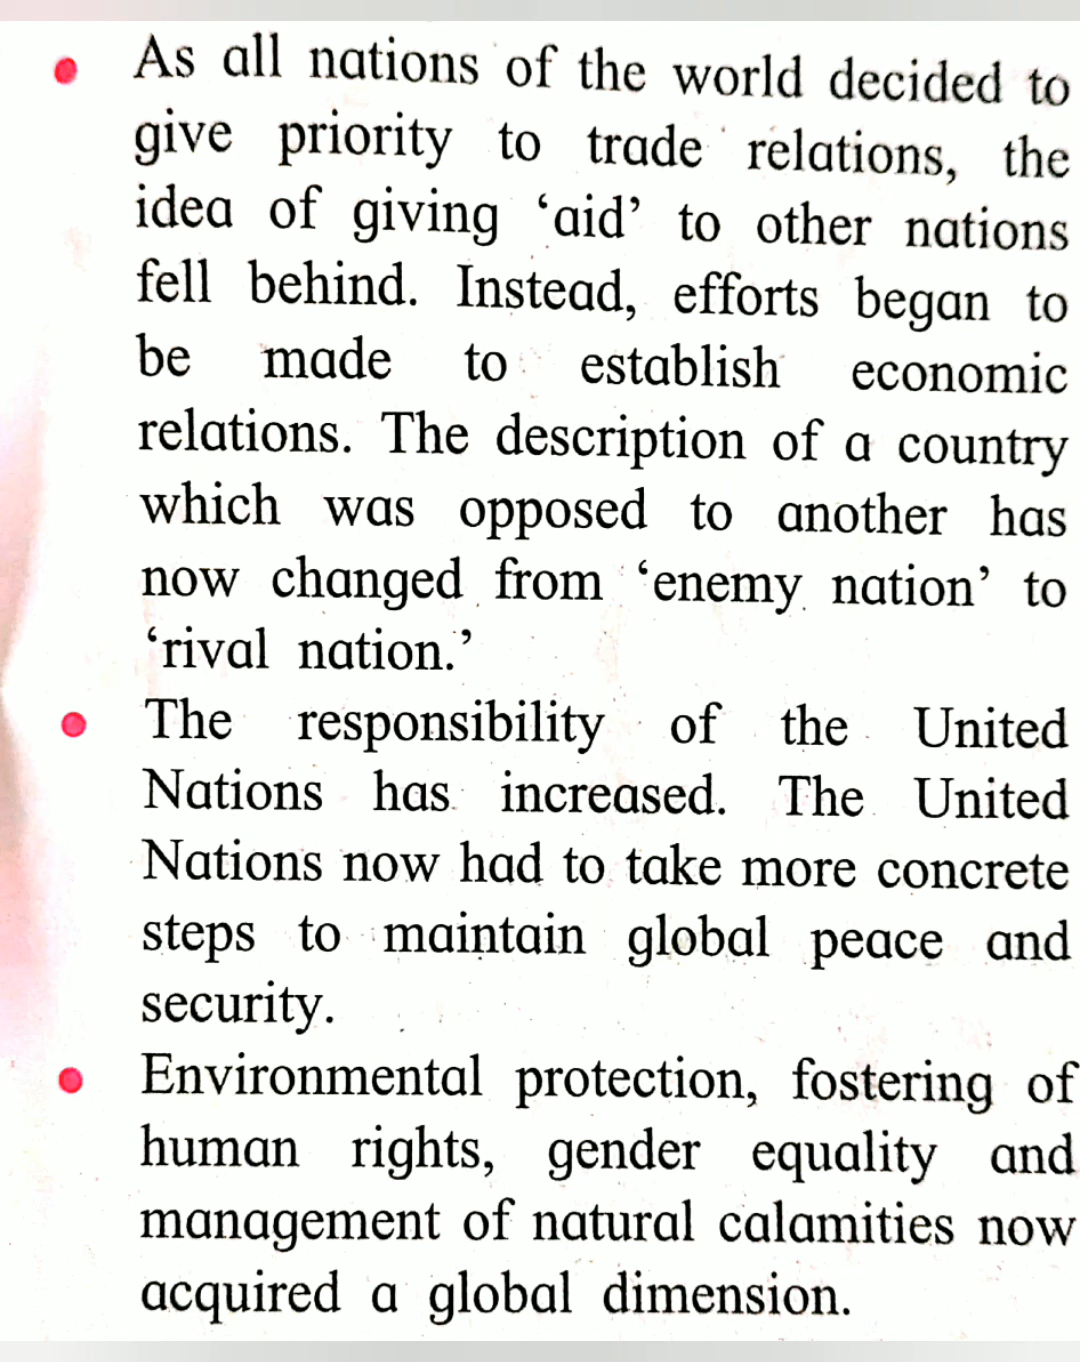 • As all nations of the world decided to
give priority to trade relations, the
idea of giving ‘aid’ to other nations
fell behind. Instead, efforts began to
be made to establish economic
relations. The description of a country
which was opposed to another has
now changed from ‘enemy nation’ to
‘rival nation.’
• The responsibility of the United
Nations has increased. The United
Nations now had to take more concrete
steps to maintain global peace and
security.
• Environmental protection, fostering of
human rights, gender equality and
management of natural calamities now
acquired a global dimension.